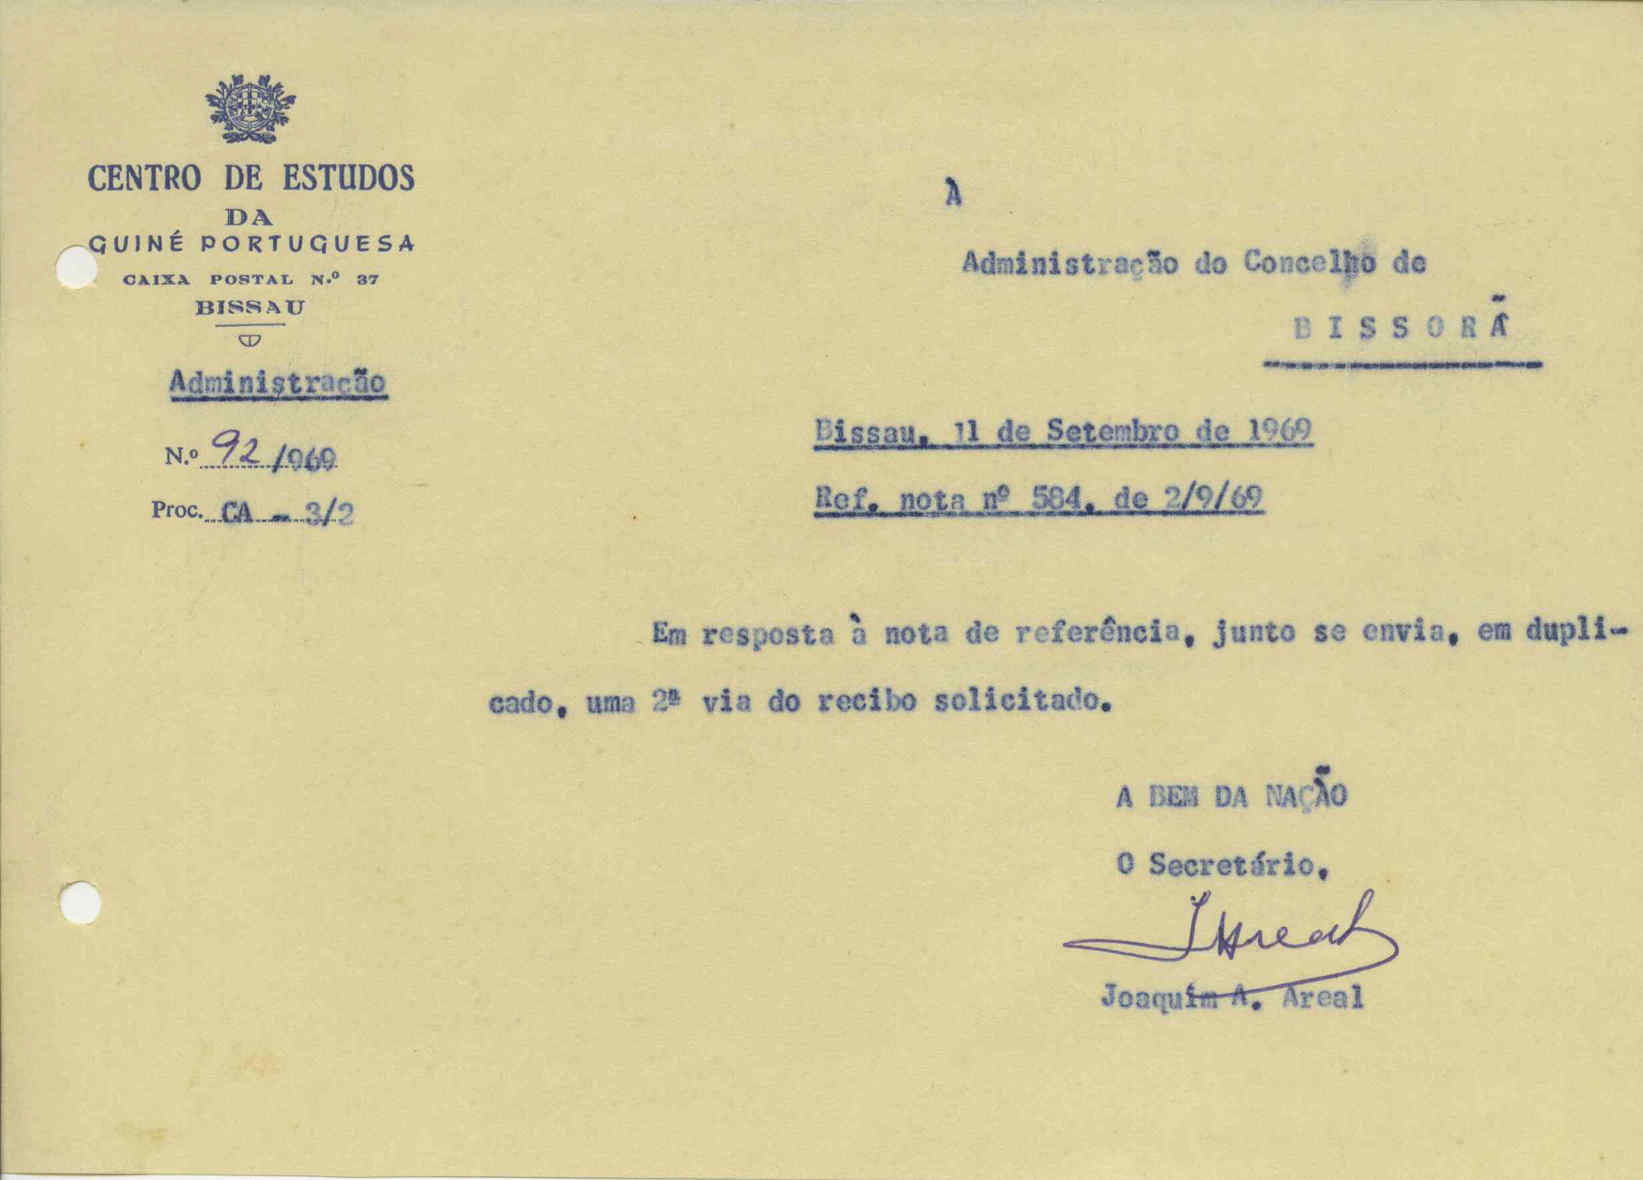 CENTRO DE ESTUDOS
DA
GUINÉ PORTUGUESA
CAIXA POSTAL N.º 37
BISSAU
Administração
N.º 92/969
Proc. CA - 3/2
À
Administração do Concelho de
BISSORÃ
Bissau, 11 de Setembro de 1969
Ref. nota nº 584, de 2/9/69
Em resposta à nota de referência, junto se envia, em dupli-
cado, uma 2ª via do recibo solicitado.
A BEM DA NAÇÃO
O Secretário,
JAreal
Joaquim A. Areal